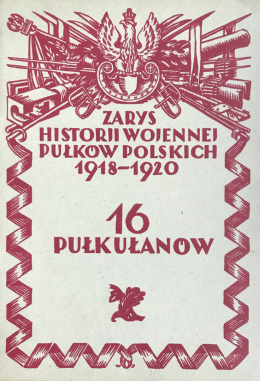 ZARYS
HISTORJI WOJENNEJ
PUŁKÓW POLSKICH
1918-1920
16
PUŁK UŁANÓW